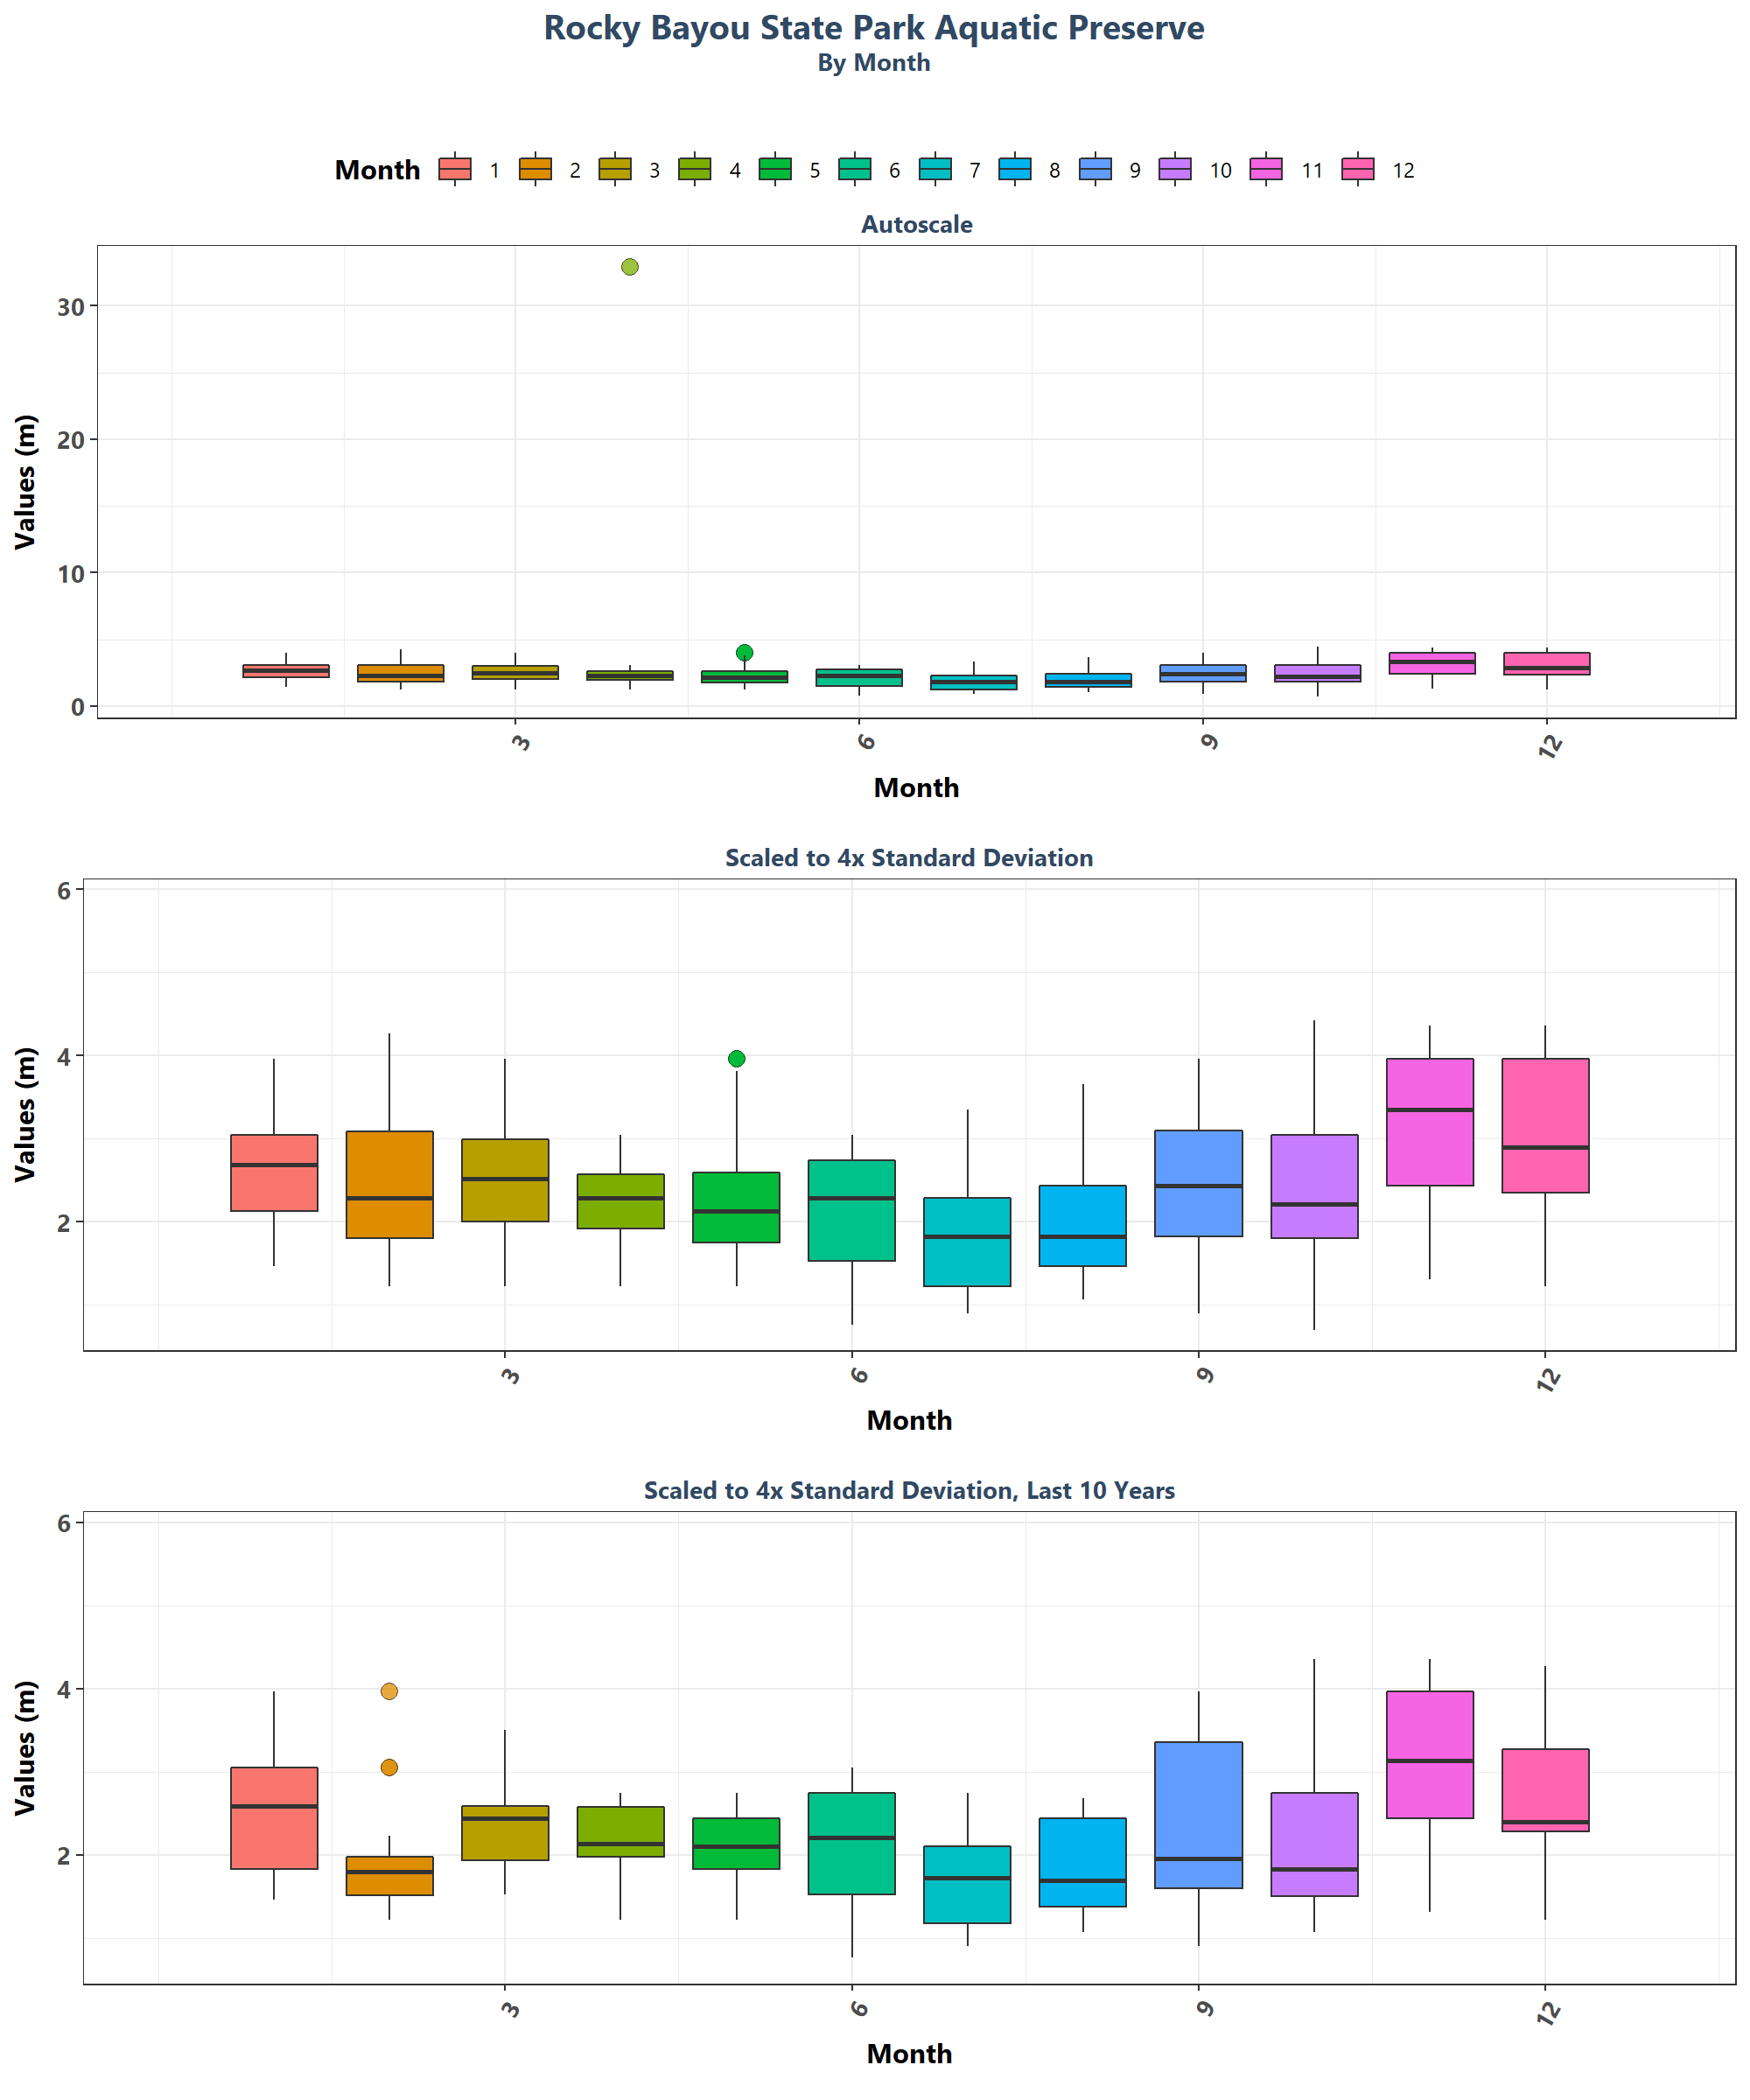 Rocky Bayou State Park Aquatic Preserve
By Month
Month 1 2 3 4 5 6 7 8 9 10 11 12
Autoscale
Values (m)
30
20
10
0
3 6 9 12
Month
Scaled to 4x Standard Deviation
Values (m)
6
4
2
3 6 9 12
Month
Scaled to 4x Standard Deviation, Last 10 Years
Values (m)
6
4
2
3 6 9 12
Month